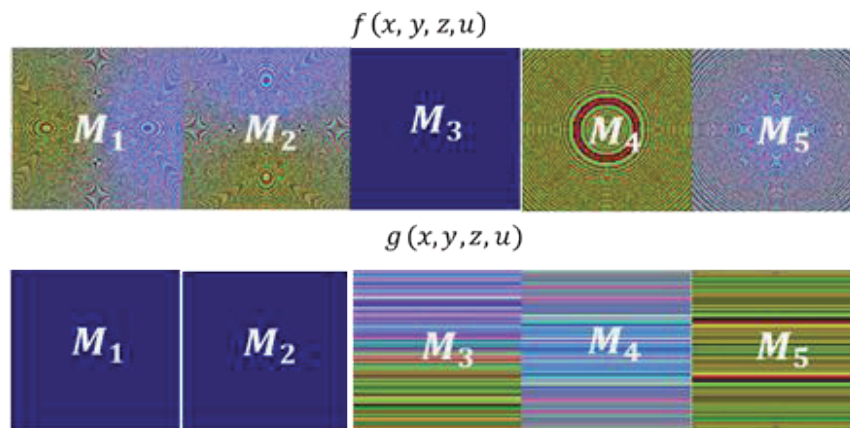 f (x, y, z,u)
M₁ M₂ M₃ M₄ M₅
g (x,y,z,u)
M₁ M₂ M₃ M₄ M₅